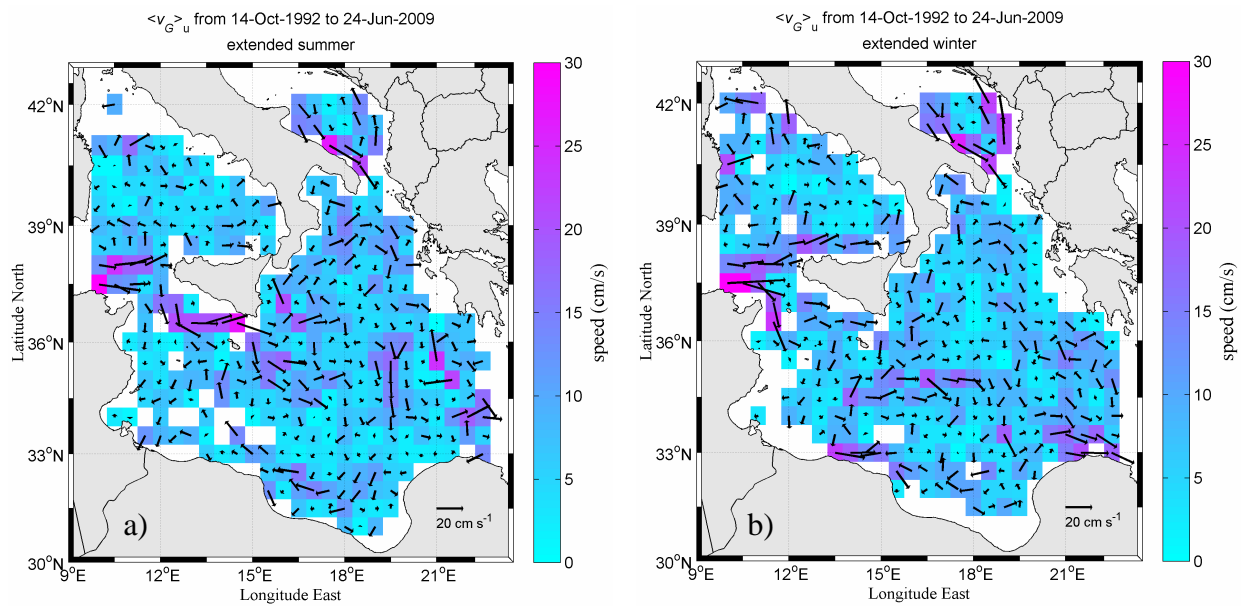 <v_G>_u from 14-Oct-1992 to 24-Jun-2009
extended summer
42°N
39°N
36°N
33°N
30°N
9°E
12°E
15°E
18°E
21°E
Latitude North
Longitude East
a)
20 cm s⁻¹
30
25
20
15
10
5
0
speed (cm/s)
<v_G>_u from 14-Oct-1992 to 24-Jun-2009
extended winter
42°N
39°N
36°N
33°N
30°N
9°E
12°E
15°E
18°E
21°E
Latitude North
Longitude East
b)
20 cm s⁻¹
30
25
20
15
10
5
0
speed (cm/s)